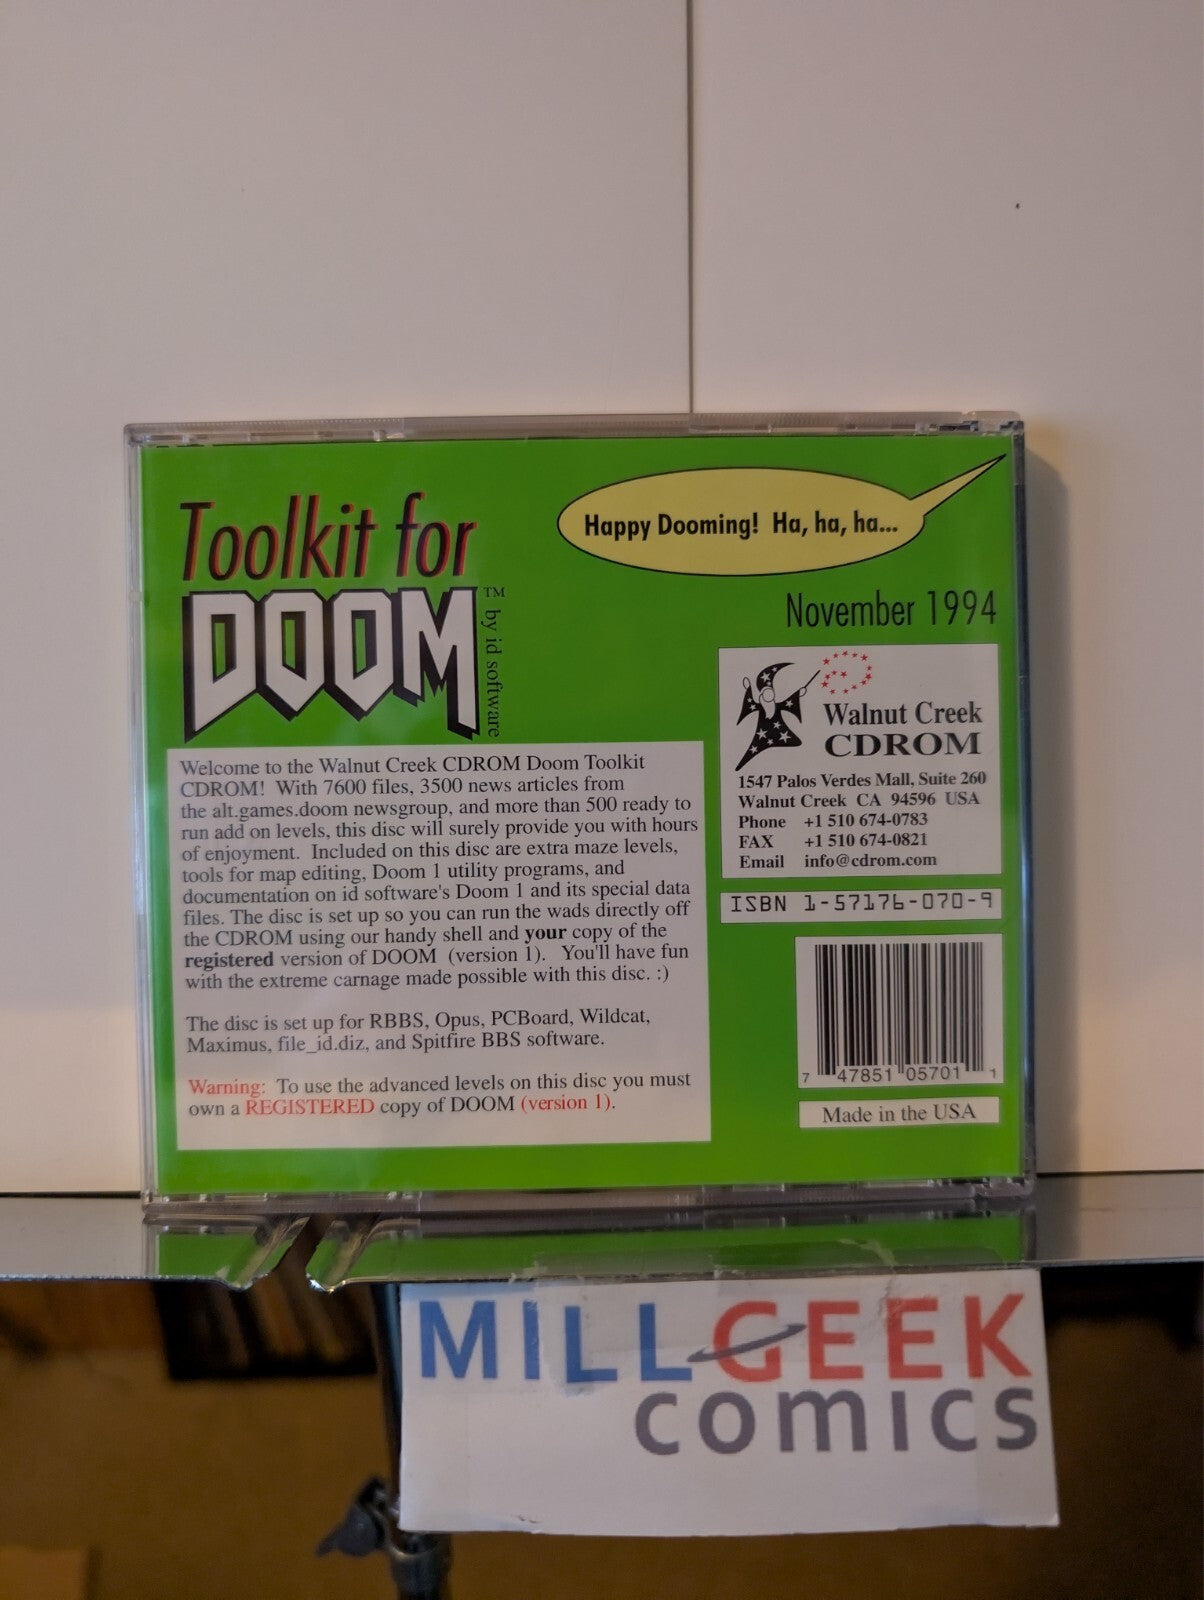 Toolkit for
DOOM
™ by id software
Happy Dooming! Ha, ha, ha...
November 1994
Welcome to the Walnut Creek CDROM Doom Toolkit
CDROM! With 7600 files, 3500 news articles from
the alt.games.doom newsgroup, and more than 500 ready to
run add on levels, this disc will surely provide you with hours
of enjoyment. Included on this disc are extra maze levels,
tools for map editing, Doom 1 utility programs, and
documentation on id software's Doom 1 and its special data
files. The disc is set up so you can run the wads directly off
the CDROM using our handy shell and your copy of the
registered version of DOOM (version 1). You'll have fun
with the extreme carnage made possible with this disc. :)
The disc is set up for RBBS, Opus, PCBoard, Wildcat,
Maximus, file_id.diz, and Spitfire BBS software.
Warning: To use the advanced levels on this disc you must
own a REGISTERED copy of DOOM (version 1).
Walnut Creek
CDROM
1547 Palos Verdes Mall, Suite 260
Walnut Creek CA 94596 USA
Phone +1 510 674-0783
FAX +1 510 674-0821
Email info@cdrom.com
ISBN 1-57176-070-9
7 47851 05701 1
Made in the USA
MILLGEEK
comics